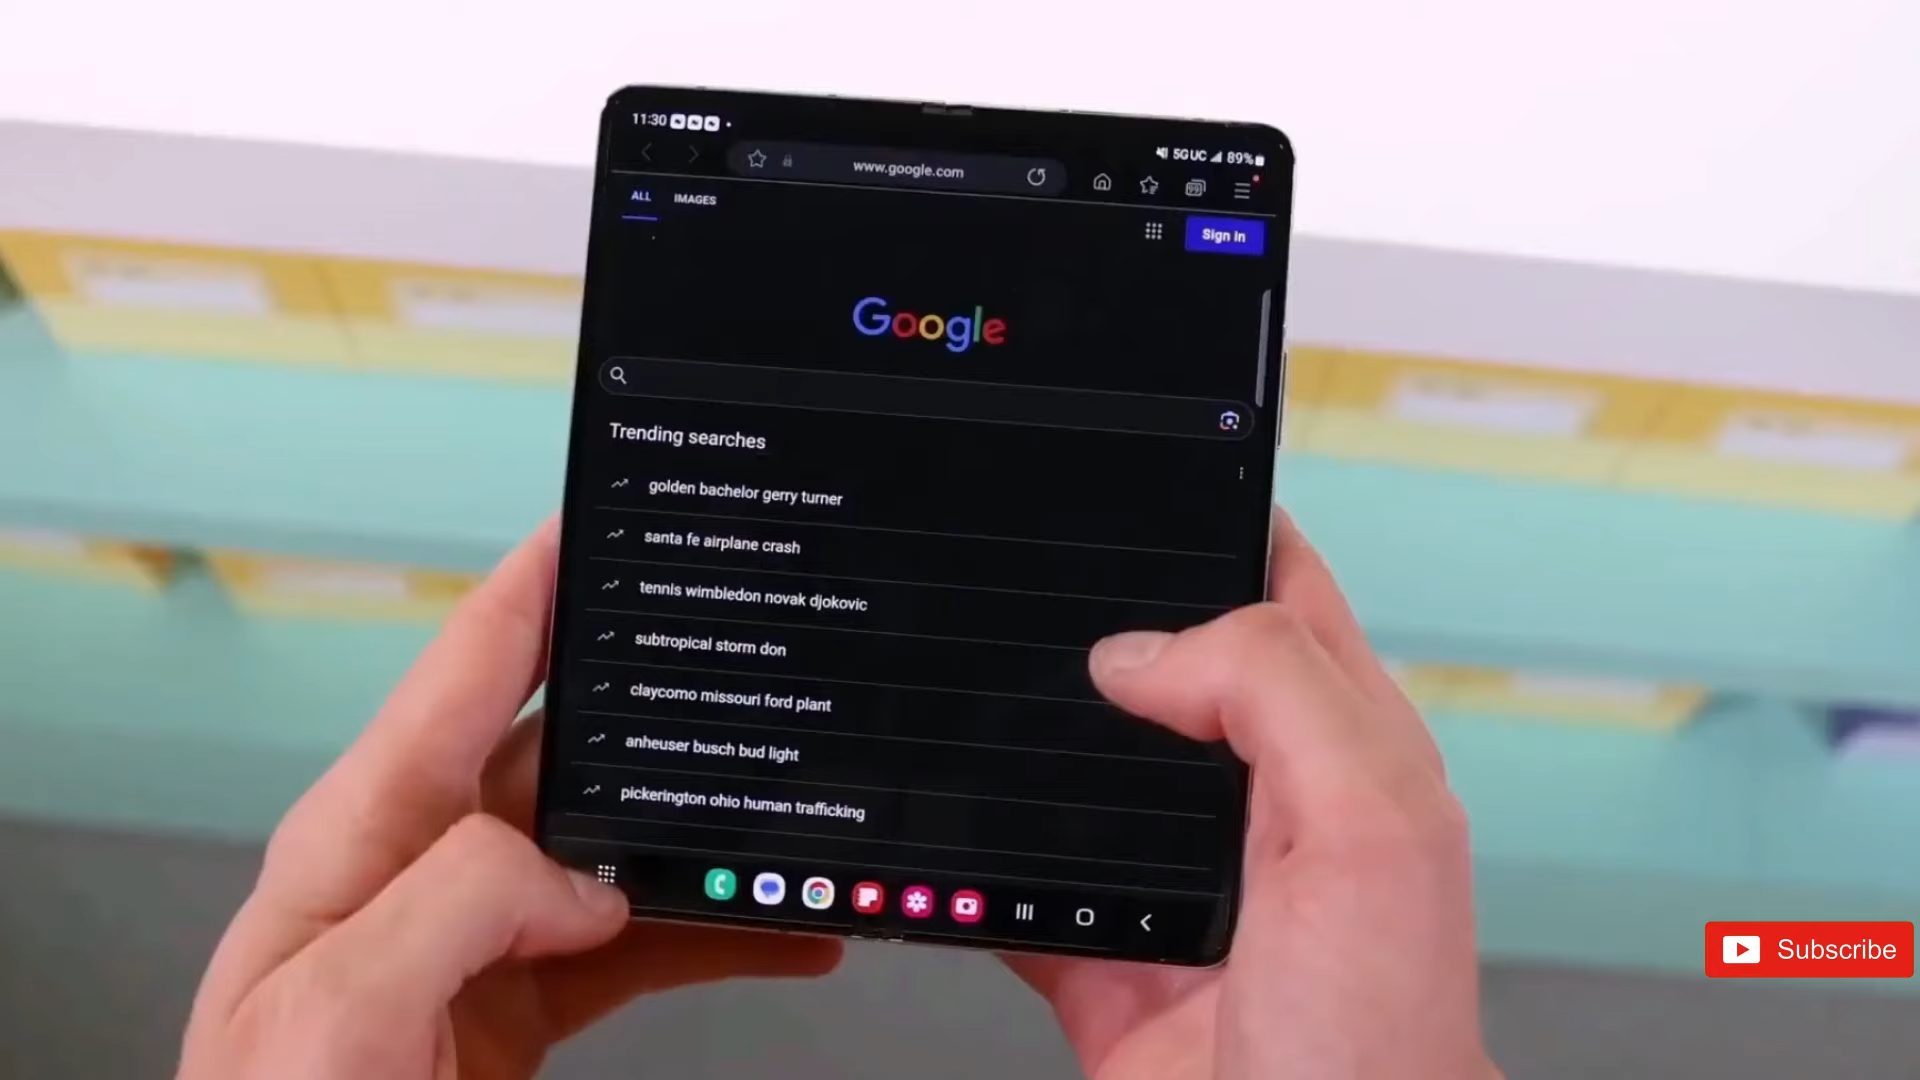 11:30
5G UC 89%
www.google.com
99
ALL IMAGES
Sign in
Google
Trending searches
golden bachelor gerry turner
santa fe airplane crash
tennis wimbledon novak djokovic
subtropical storm don
claycomo missouri ford plant
anheuser busch bud light
pickerington ohio human trafficking
Subscribe